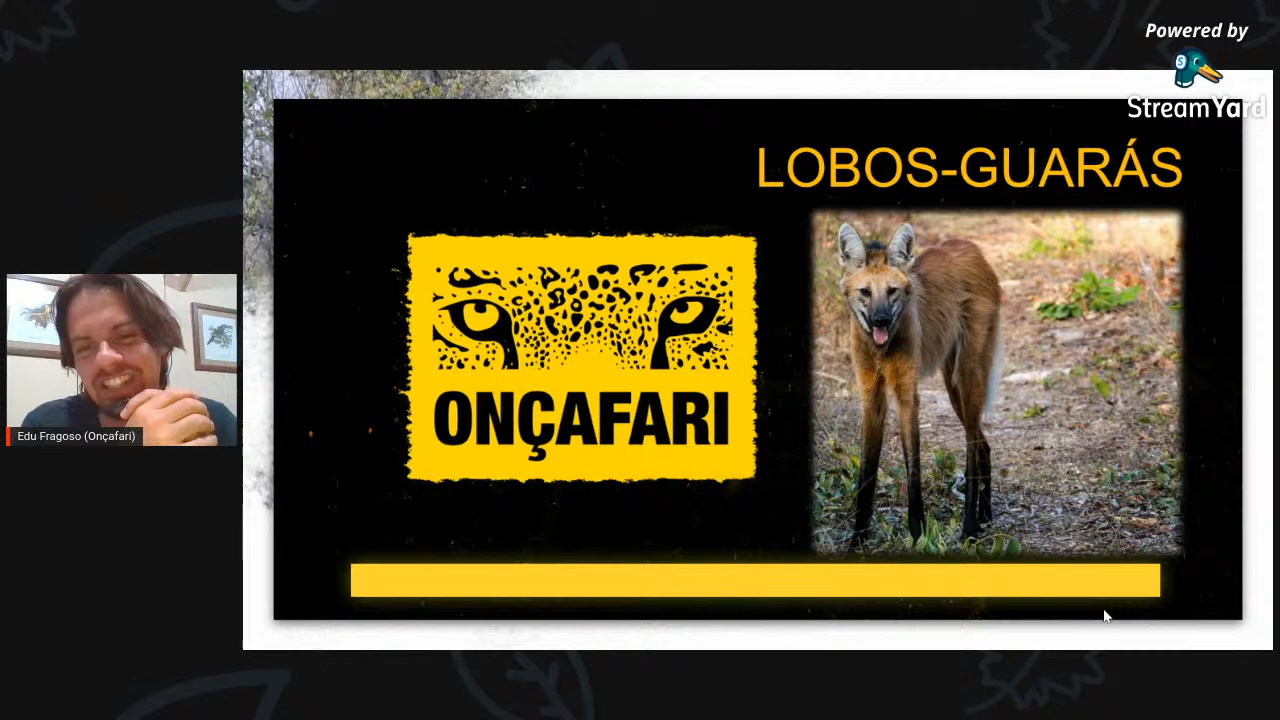 Powered by
StreamYard
LOBOS-GUARÁS
ONÇAFARI
Edu Fragoso (Onçafari)